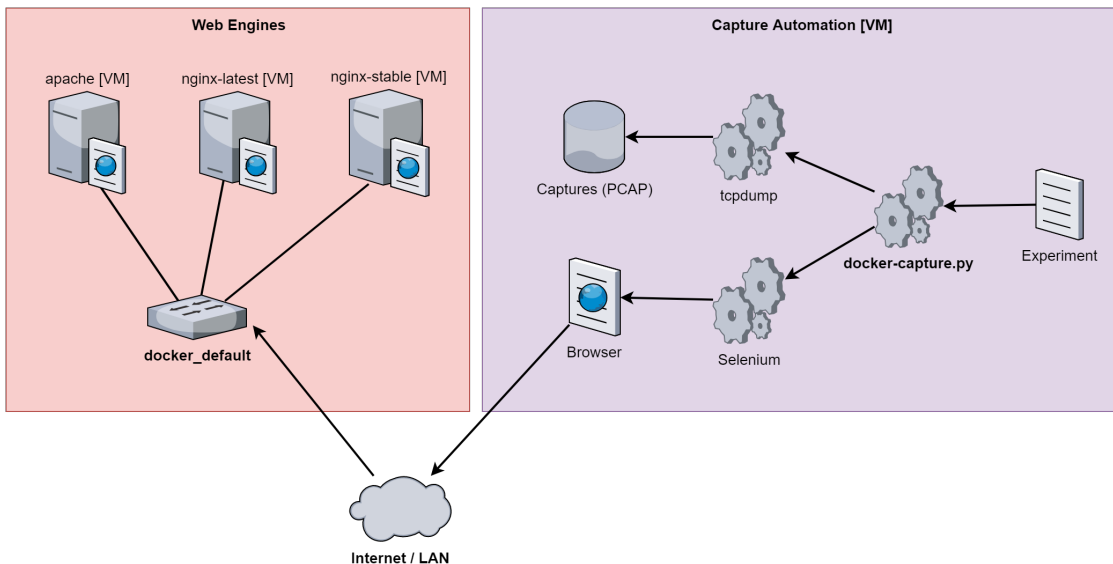 Web Engines
apache [VM]
nginx-latest [VM]
nginx-stable [VM]
docker_default
Capture Automation [VM]
Captures (PCAP)
tcpdump
docker-capture.py
Experiment
Browser
Selenium
Internet / LAN